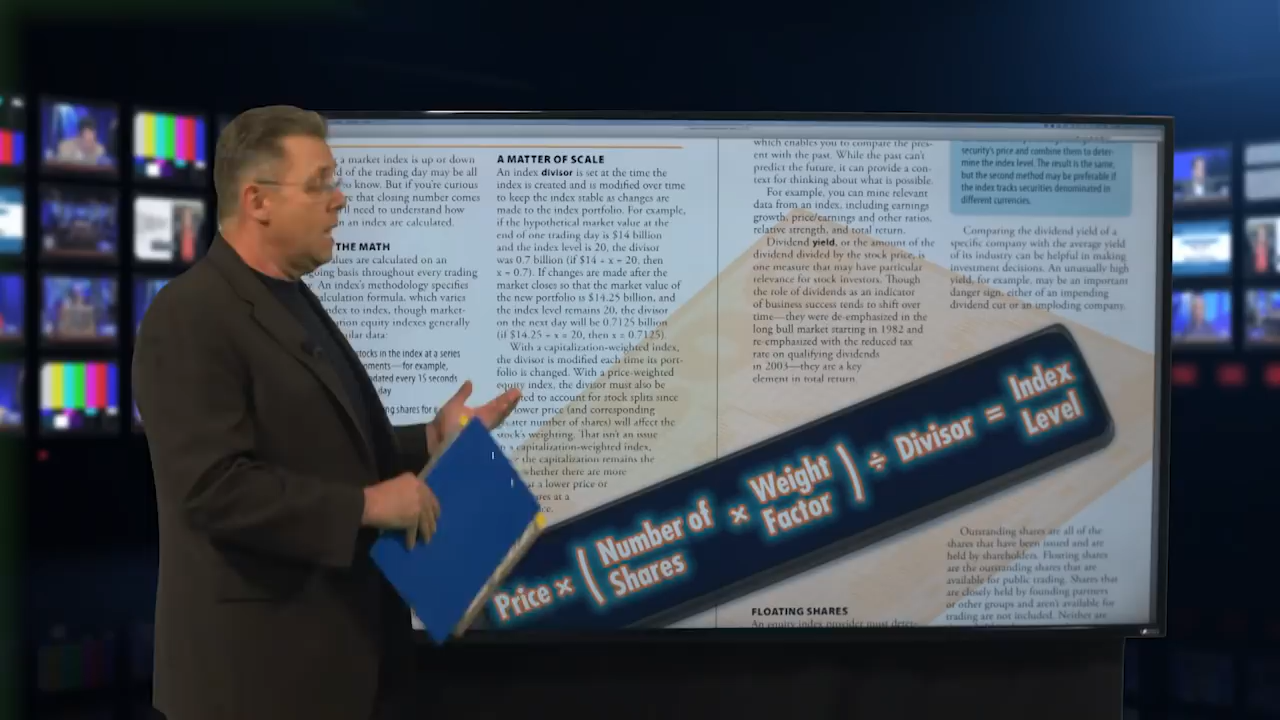 a market index is up or down
d of the trading day may be all
know. But if you're curious
re that closing number comes
ll need to understand how
n an index are calculated.
THE MATH
alues are calculated on an
going basis throughout every trading
An index's methodology specifies
alculation formula, which varies
ndex to index, though market-
ation equity indexes generally
ilar data:
stocks in the index at a series
ments—for example,
dated every 15 seconds
day
ng shares for
A MATTER OF SCALE
An index divisor is set at the time the
index is created and is modified over time
to keep the index stable as changes are
made to the index portfolio. For example,
if the hypothetical market value at the
end of one trading day is $14 billion
and the index level is 20, the divisor
was 0.7 billion (if $14 ÷ x = 20, then
x = 0.7). If changes are made after the
market closes so that the market value of
the new portfolio is $14.25 billion, and
the index level remains 20, the divisor
on the next day will be 0.7125 billion
(if $14.25 ÷ x = 20, then x = 0.7125).
With a capitalization-weighted index,
the divisor is modified each time its port-
folio is changed. With a price-weighted
equity index, the divisor must also be
ed to account for stock splits since
lower price (and corresponding
ater number of shares) will affect the
stock's weighting. That isn't an issue
a capitalization-weighted index,
the capitalization remains the
whether there are more
at a lower price or
ares at a
ce.
which enables you to compare the pres-
ent with the past. While the past can't
predict the future, it can provide a con-
text for thinking about what is possible.
For example, you can mine relevant
data from an index, including earnings
growth, price/earnings and other ratios,
relative strength, and total return.
Dividend yield, or the amount of the
dividend divided by the stock price, is
one measure that may have particular
relevance for stock investors. Though
the role of dividends as an indicator
of business success tends to shift over
time—they were de-emphasized in the
long bull market starting in 1982 and
re-emphasized with the reduced tax
rate on qualifying dividends
in 2003—they are a key
element in total return.
FLOATING SHARES
An equity index provider must deter-
security's price and combine them to deter-
mine the index level. The result is the same,
but the second method may be preferable if
the index tracks securities denominated in
different currencies.
Comparing the dividend yield of a
specific company with the average yield
of its industry can be helpful in making
investment decisions. An unusually high
yield, for example, may be an important
danger sign, either of an impending
dividend cut or an imploding company.
Outstanding shares are all of the
shares that have been issued and are
held by shareholders. Floating shares
are the outstanding shares that are
available for public trading. Shares that
are closely held by founding partners
or other groups and aren't available for
trading are not included. Neither are
Price × ( Number of Shares × Weight Factor ) ÷ Divisor = Index Level